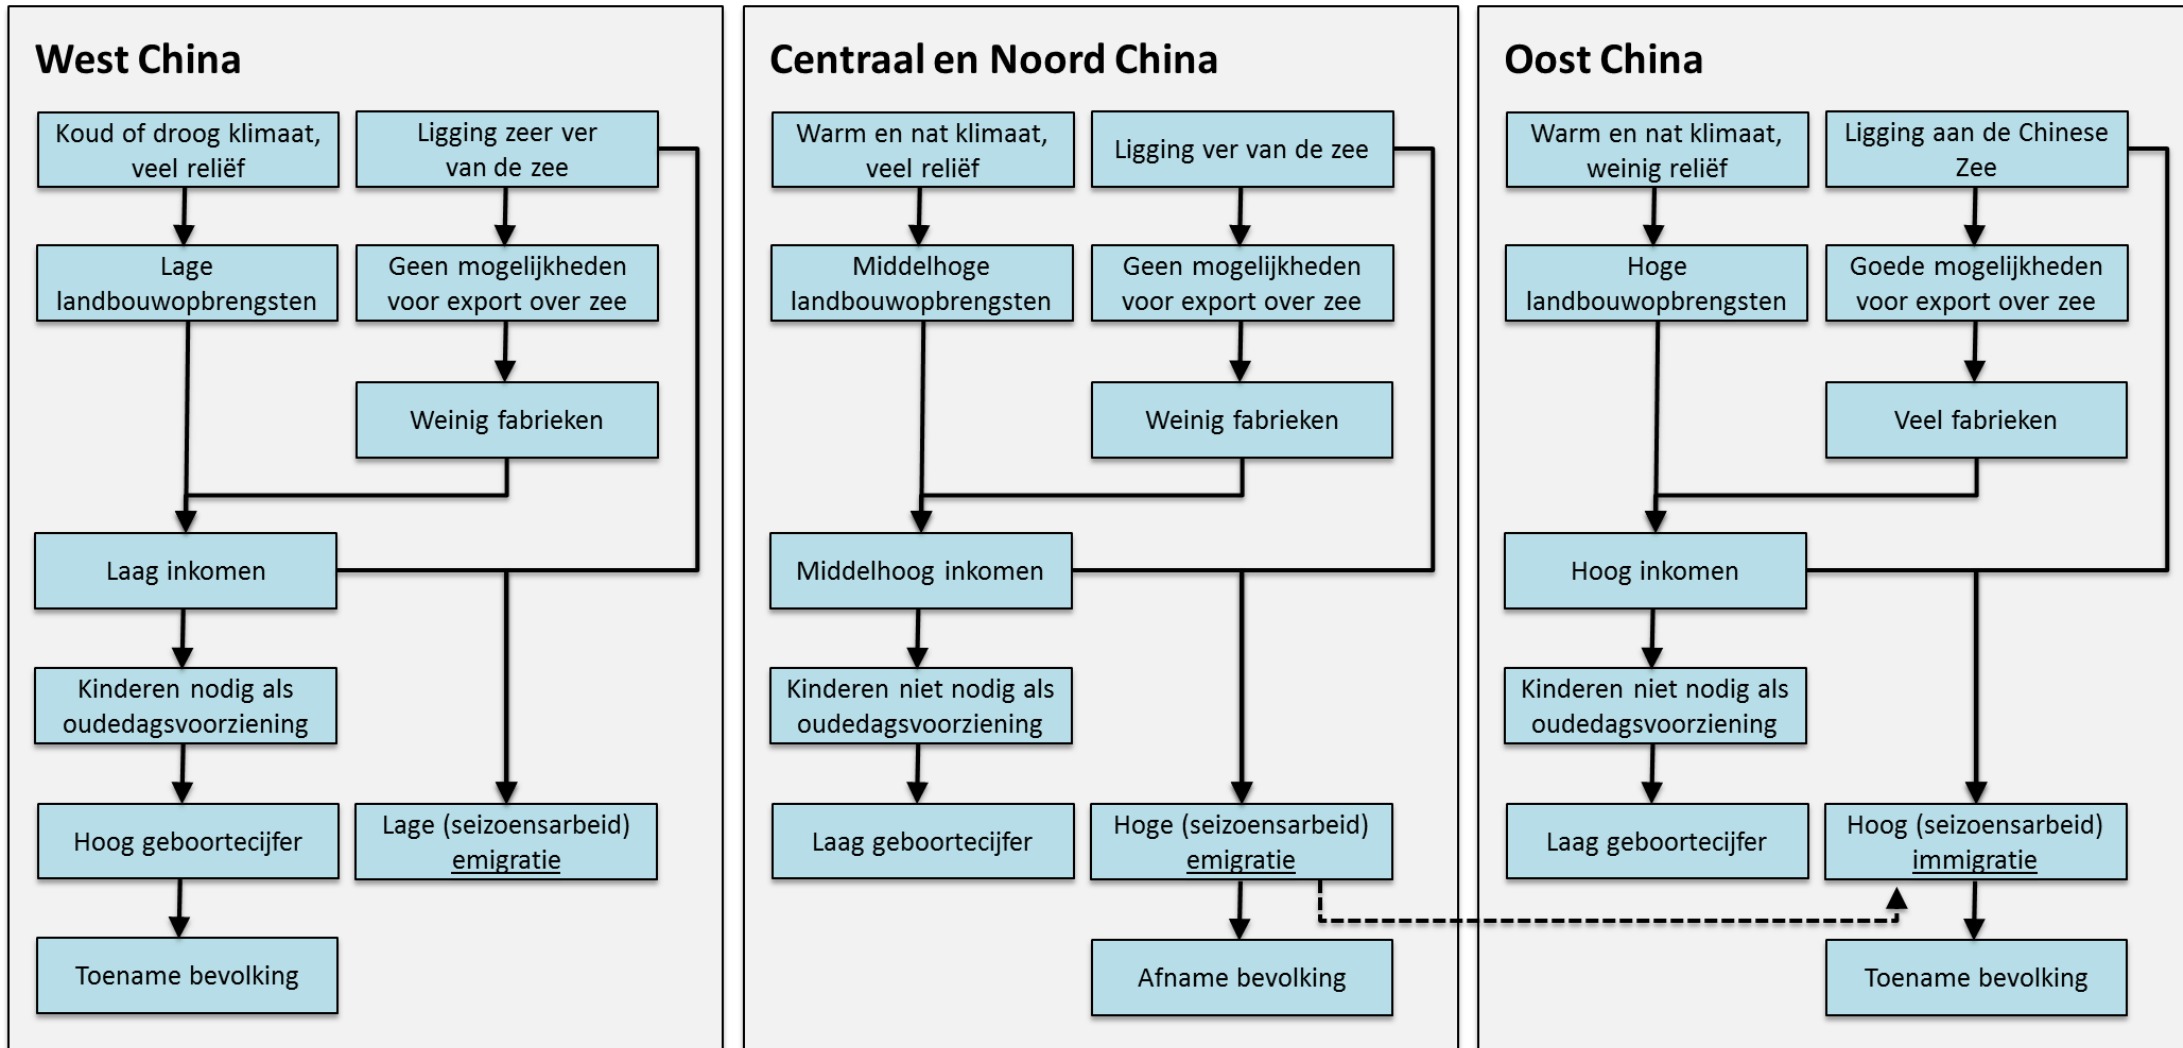 West China
Koud of droog klimaat,
veel reliëf
Ligging zeer ver
van de zee
Lage
landbouwopbrengsten
Geen mogelijkheden
voor export over zee
Weinig fabrieken
Laag inkomen
Kinderen nodig als
oudedagsvoorziening
Hoog geboortecijfer
Lage (seizoensarbeid)
emigratie
Toename bevolking
Centraal en Noord China
Warm en nat klimaat,
veel reliëf
Ligging ver van de zee
Middelhoge
landbouwopbrengsten
Geen mogelijkheden
voor export over zee
Weinig fabrieken
Middelhoog inkomen
Kinderen niet nodig als
oudedagsvoorziening
Laag geboortecijfer
Hoge (seizoensarbeid)
emigratie
Afname bevolking
Oost China
Warm en nat klimaat,
weinig reliëf
Ligging aan de Chinese
Zee
Hoge
landbouwopbrengsten
Goede mogelijkheden
voor export over zee
Veel fabrieken
Hoog inkomen
Kinderen niet nodig als
oudedagsvoorziening
Laag geboortecijfer
Hoog (seizoensarbeid)
immigratie
Toename bevolking